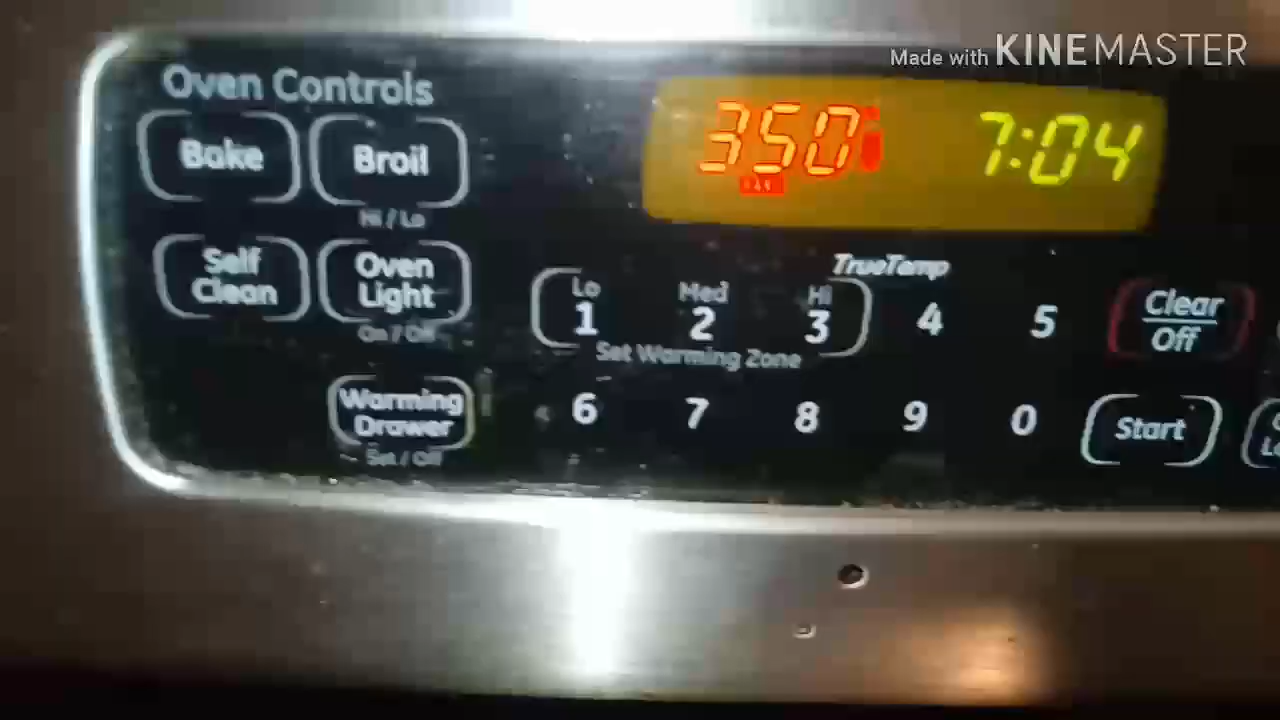 Made with KINEMASTER
Oven Controls
Bake
Broil
Hi / Lo
350
7:04
Self
Clean
Oven
Light
On / Off
TrueTemp
Lo
1
Med
2
Hi
3
4
5
Set Warming Zone
Clear
Off
Warming
Drawer
Set / Off
6
7
8
9
0
Start